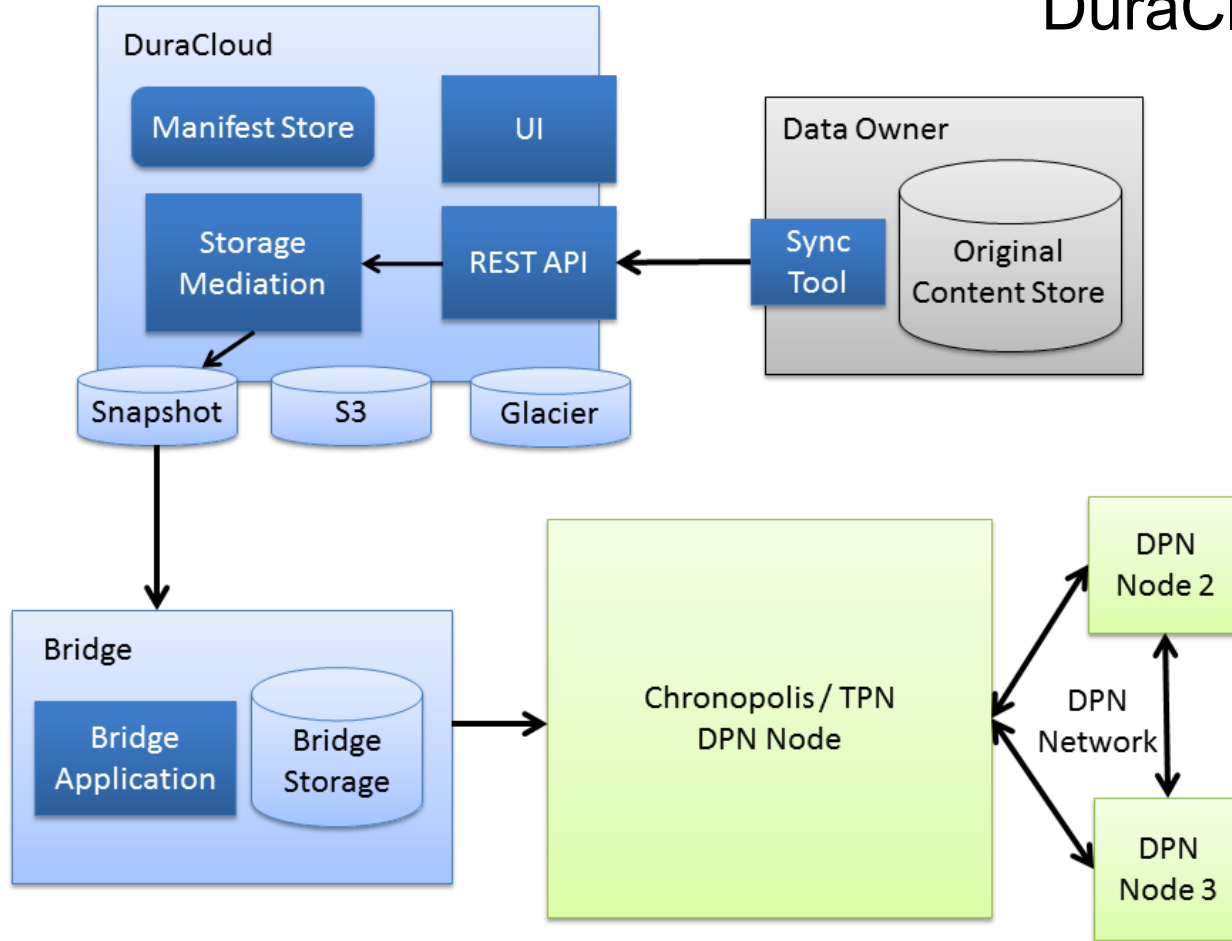 DuraCl
DuraCloud
Manifest Store
UI
Data Owner
Storage
Mediation
REST API
Sync
Tool
Original
Content Store
Snapshot
S3
Glacier
DPN
Node 2
Bridge
Bridge
Application
Bridge
Storage
Chronopolis / TPN
DPN Node
DPN
Network
DPN
Node 3